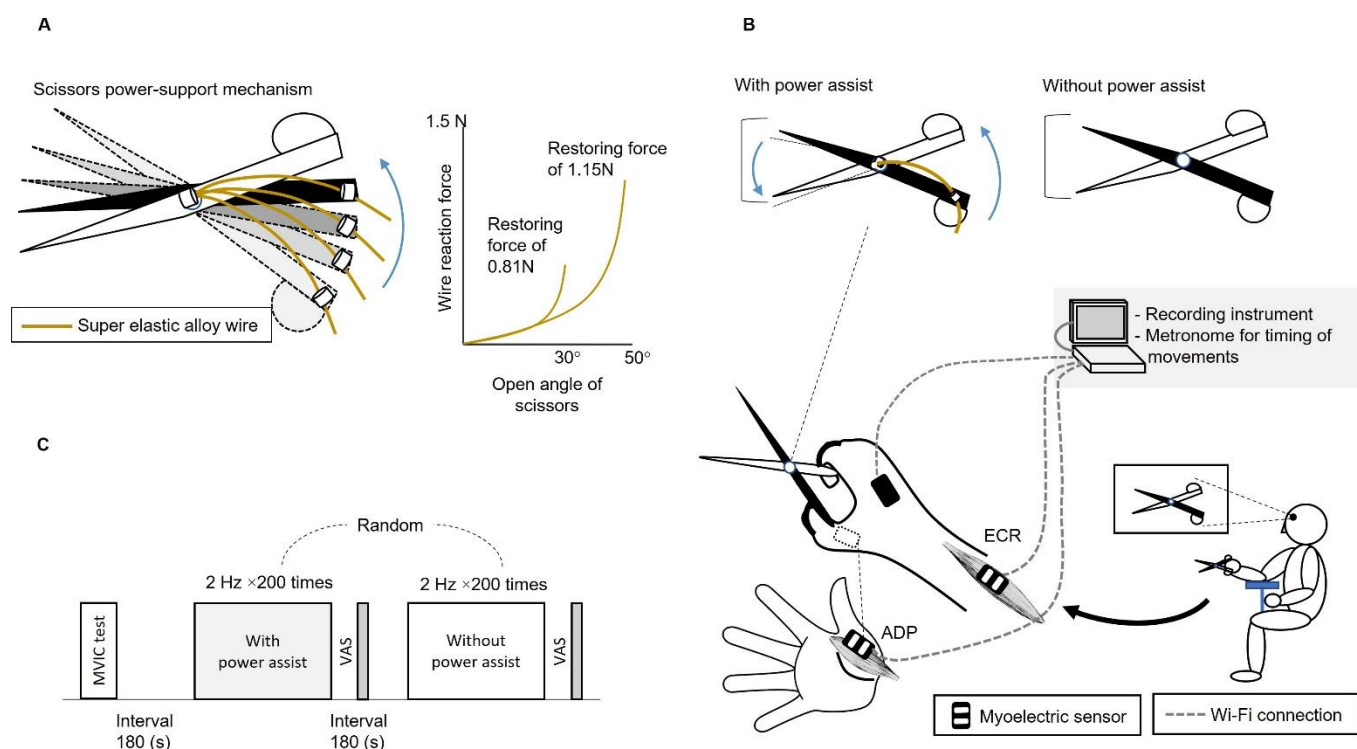 A
Scissors power-support mechanism
Super elastic alloy wire
1.5 N
Wire reaction force
Restoring force
of 1.15N
Restoring
force of
0.81N
30°
50°
Open angle of
scissors
B
With power assist
Without power assist
- Recording instrument
- Metronome for timing of
movements
ECR
ADP
Myoelectric sensor
Wi-Fi connection
C
Random
2 Hz ×200 times
2 Hz ×200 times
MVIC test
With
power assist
VAS
Without
power assist
VAS
Interval
180 (s)
Interval
180 (s)